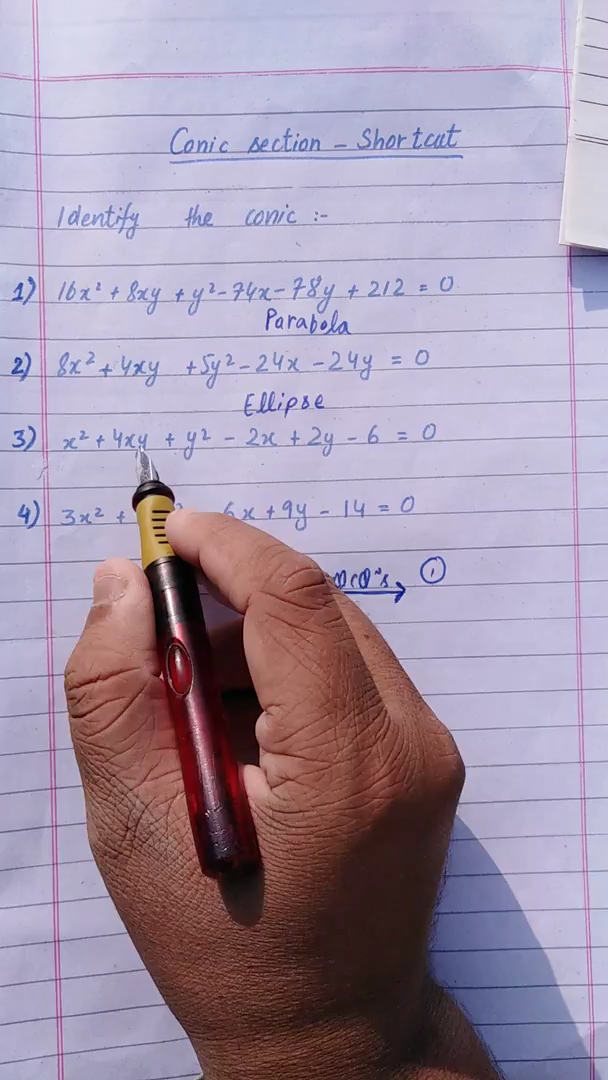 Conic section - Shortcut
Identify the conic :-
1) 16x² + 8xy + y² - 74x - 78y + 212 = 0
Parabola
2) 8x² + 4xy + 5y² - 24x - 24y = 0
Ellipse
3) x² + 4xy + y² - 2x + 2y - 6 = 0
4) 3x² + 6x + 9y - 14 = 0
①